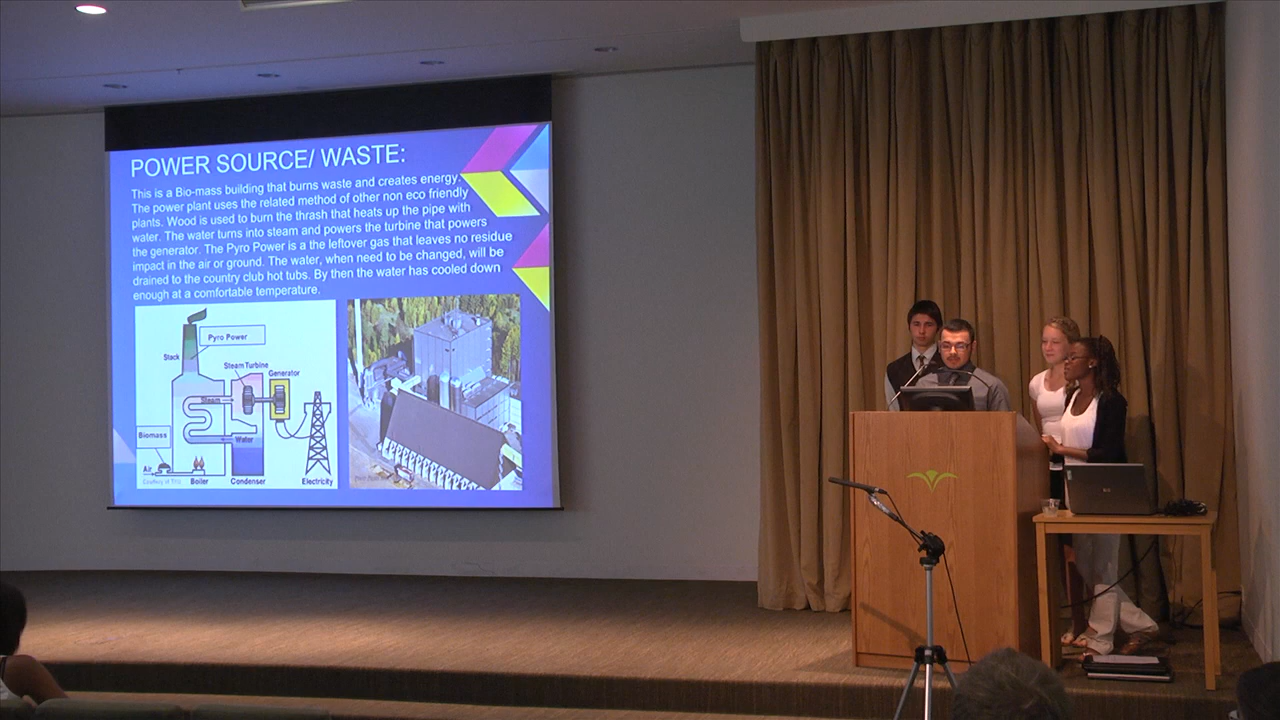 POWER SOURCE/ WASTE:
This is a Bio-mass building that burns waste and creates energy.
The power plant uses the related method of other non eco friendly
plants. Wood is used to burn the thrash that heats up the pipe with
water. The water turns into steam and powers the turbine that powers
the generator. The Pyro Power is a the leftover gas that leaves no residue
impact in the air or ground. The water, when need to be changed, will be
drained to the country club hot tubs. By then the water has cooled down
enough at a comfortable temperature.
Pyro Power
Stack
Steam Turbine
Generator
Steam
Biomass
Water
Air
Boiler
Condenser
Electricity
Courtesy of TVA